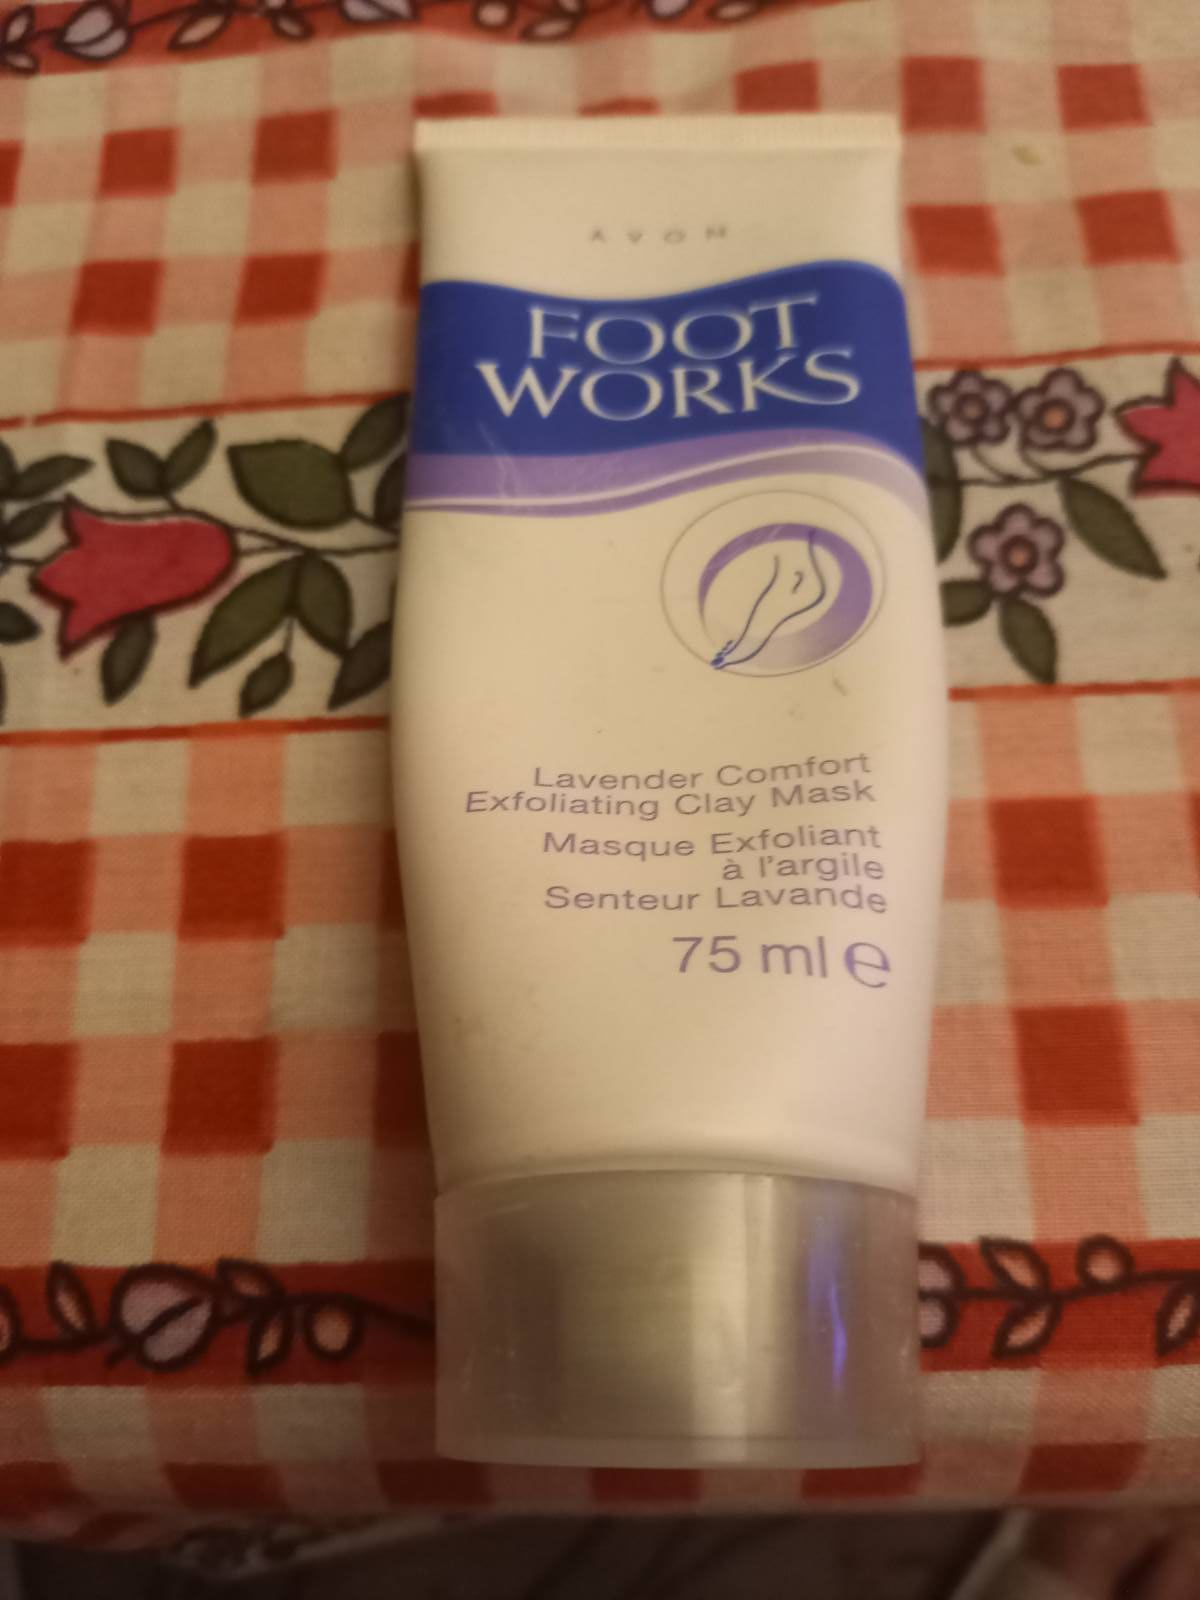 AVON
FOOT
WORKS
Lavender Comfort
Exfoliating Clay Mask
Masque Exfoliant
à l'argile
Senteur Lavande
75 ml e